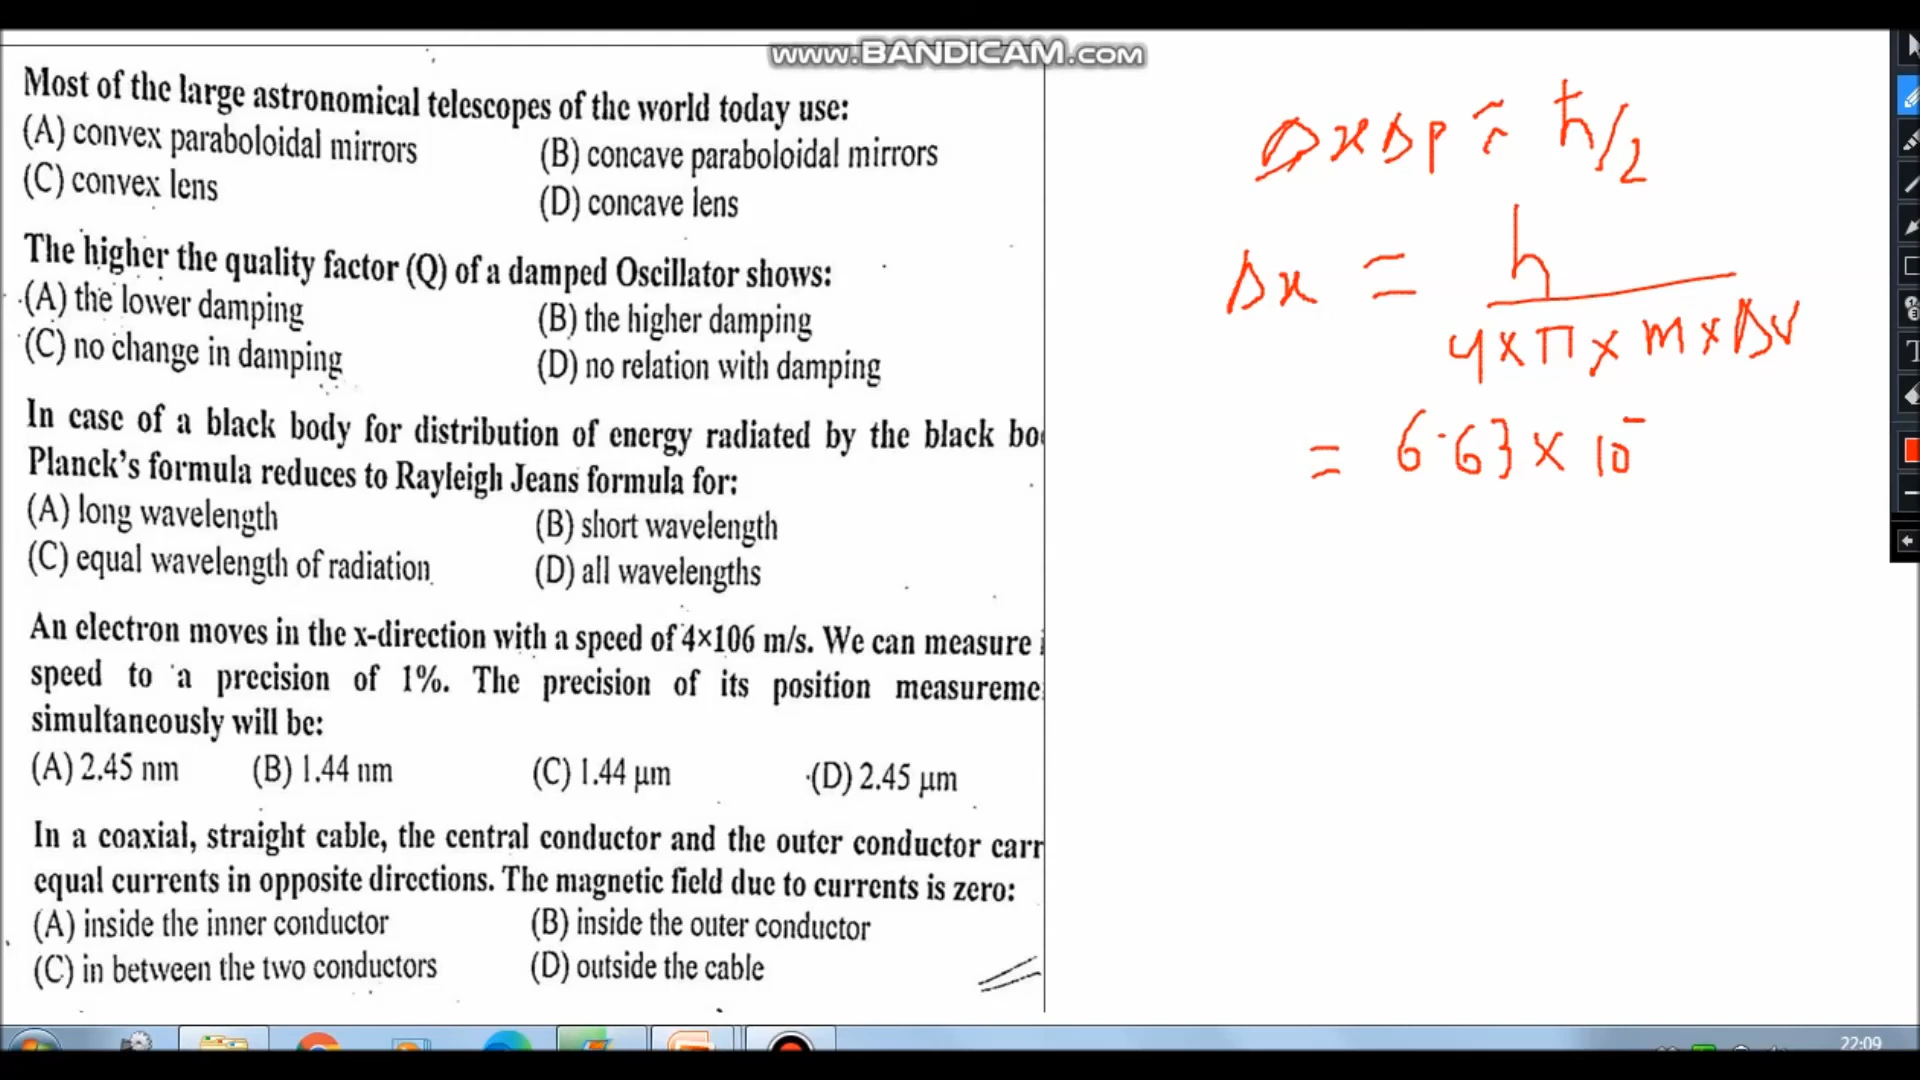 www.BANDICAM.com
Most of the large astronomical telescopes of the world today use:
(A) convex paraboloidal mirrors (B) concave paraboloidal mirrors
(C) convex lens (D) concave lens
The higher the quality factor (Q) of a damped Oscillator shows:
(A) the lower damping (B) the higher damping
(C) no change in damping (D) no relation with damping
In case of a black body for distribution of energy radiated by the black bo
Planck's formula reduces to Rayleigh Jeans formula for:
(A) long wavelength (B) short wavelength
(C) equal wavelength of radiation (D) all wavelengths
An electron moves in the x-direction with a speed of 4×106 m/s. We can measure
speed to a precision of 1%. The precision of its position measureme
simultaneously will be:
(A) 2.45 nm (B) 1.44 nm (C) 1.44 μm (D) 2.45 μm
In a coaxial, straight cable, the central conductor and the outer conductor carr
equal currents in opposite directions. The magnetic field due to currents is zero:
(A) inside the inner conductor (B) inside the outer conductor
(C) in between the two conductors (D) outside the cable
Δx Δp ≈ ħ/2
Δx = h
4 × π × m × Δv
= 6.63 × 10⁻
22:09